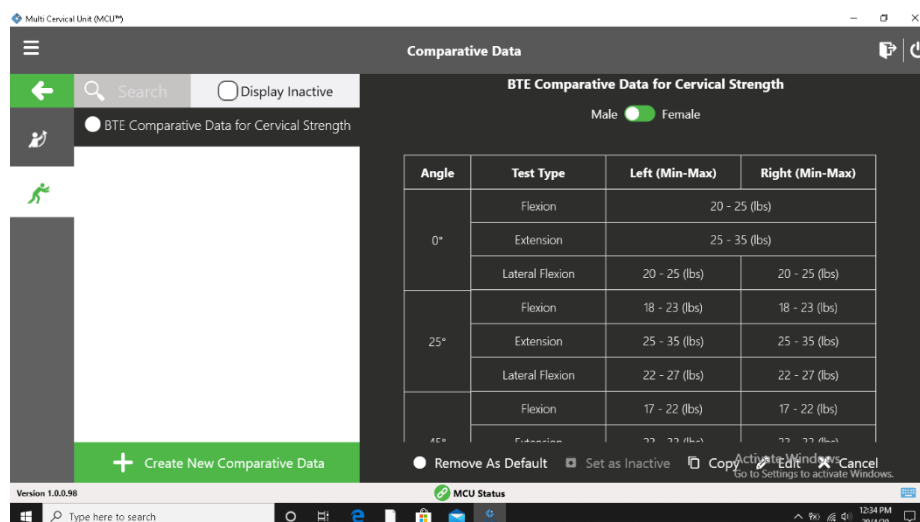 Multi Cervical Unit (MCU™)
Comparative Data
Search
Display Inactive
BTE Comparative Data for Cervical Strength
BTE Comparative Data for Cervical Strength
Male Female
Angle Test Type Left (Min-Max) Right (Min-Max)
0° Flexion 20 - 25 (lbs)
Extension 25 - 35 (lbs)
Lateral Flexion 20 - 25 (lbs) 20 - 25 (lbs)
25° Flexion 18 - 23 (lbs) 18 - 23 (lbs)
Extension 25 - 35 (lbs) 25 - 35 (lbs)
Lateral Flexion 22 - 27 (lbs) 22 - 27 (lbs)
Flexion 17 - 22 (lbs) 17 - 22 (lbs)
45° Extension
Create New Comparative Data
Remove As Default Set as Inactive Copy Edit Cancel
Activate Windows
Go to Settings to activate Windows.
Version 1.0.0.98
MCU Status
Type here to search
12:34 PM